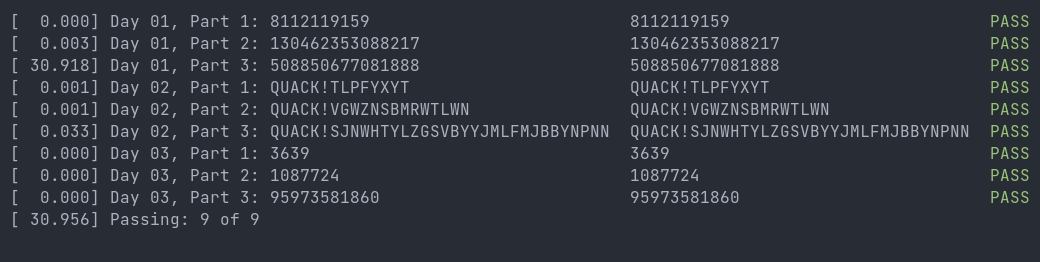 [  0.000] Day 01, Part 1: 8112119159                          8112119159                          PASS
[  0.003] Day 01, Part 2: 130462353088217                     130462353088217                     PASS
[ 30.918] Day 01, Part 3: 508850677081888                     508850677081888                     PASS
[  0.001] Day 02, Part 1: QUACK!TLPFYXYT                      QUACK!TLPFYXYT                      PASS
[  0.001] Day 02, Part 2: QUACK!VGWZNSBMRWTLWN                QUACK!VGWZNSBMRWTLWN                PASS
[  0.033] Day 02, Part 3: QUACK!SJNWHTYLZGSVBYYJMLFMJBBYNPNN  QUACK!SJNWHTYLZGSVBYYJMLFMJBBYNPNN  PASS
[  0.000] Day 03, Part 1: 3639                                3639                                PASS
[  0.000] Day 03, Part 2: 1087724                             1087724                             PASS
[  0.000] Day 03, Part 3: 95973581860                         95973581860                         PASS
[ 30.956] Passing: 9 of 9